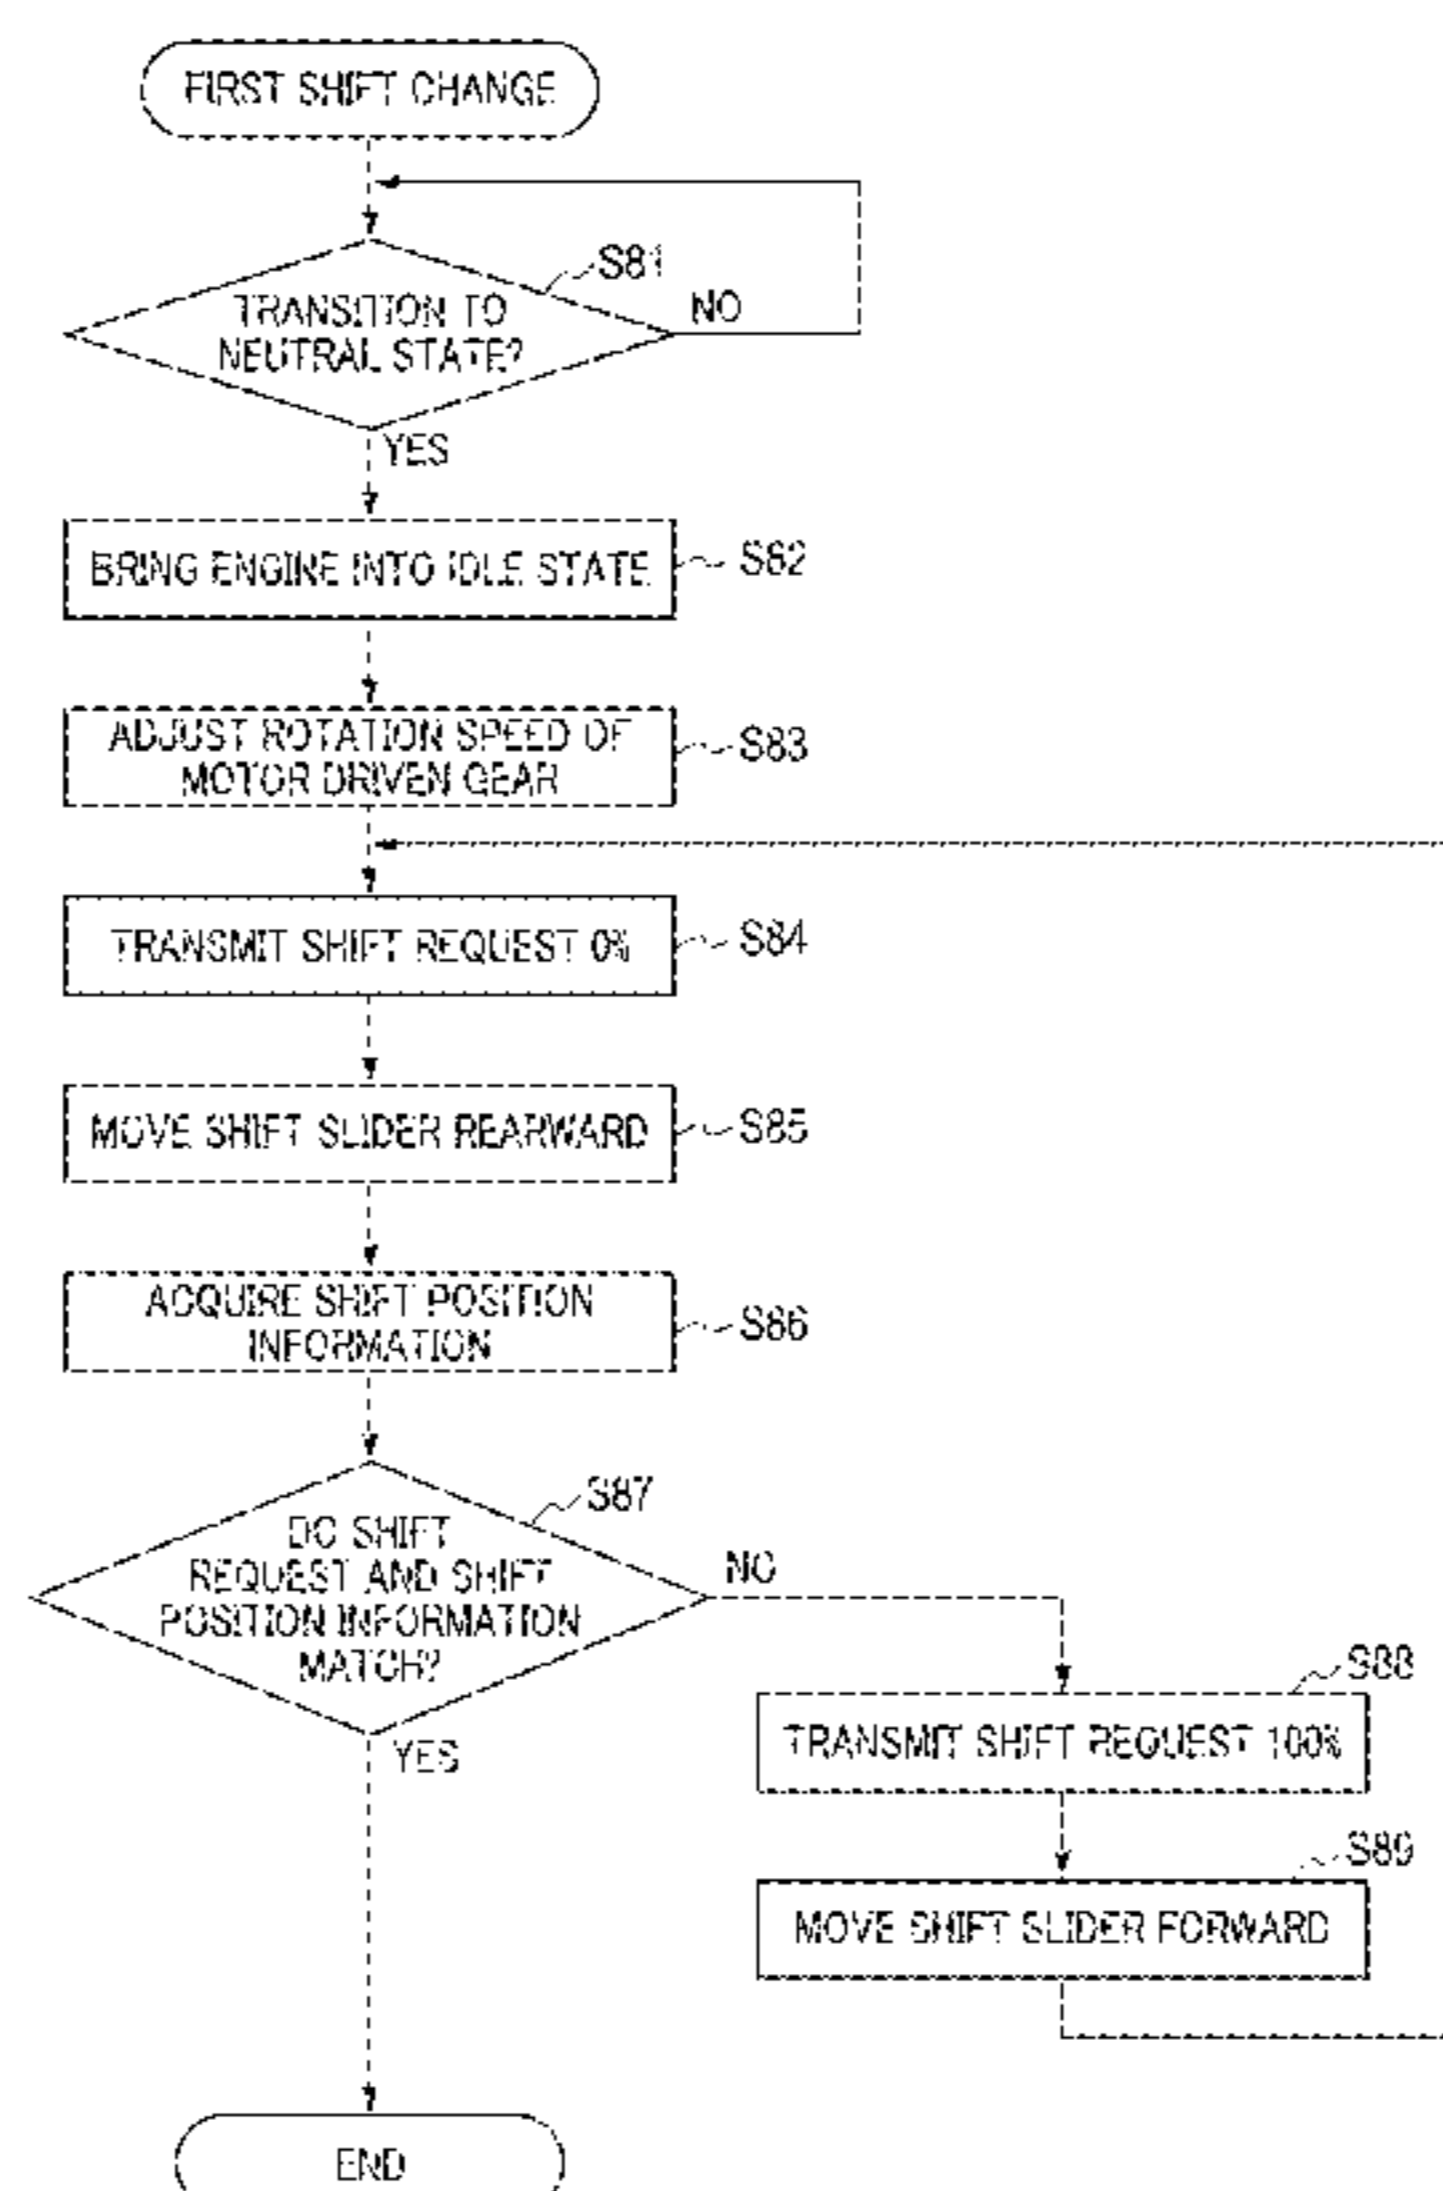 FIRST SHIFT CHANGE
S81
TRANSITION TO
NEUTRAL STATE?
NO
YES
BRING ENGINE INTO IDLE STATE
S82
ADJUST ROTATION SPEED OF
MOTOR DRIVEN GEAR
S83
TRANSMIT SHIFT REQUEST 0%
S84
MOVE SHIFT SLIDER REARWARD
S85
ACQUIRE SHIFT POSITION
INFORMATION
S86
S87
DO SHIFT
REQUEST AND SHIFT
POSITION INFORMATION
MATCH?
NO
YES
S88
TRANSMIT SHIFT REQUEST 100%
S89
MOVE SHIFT SLIDER FORWARD
END